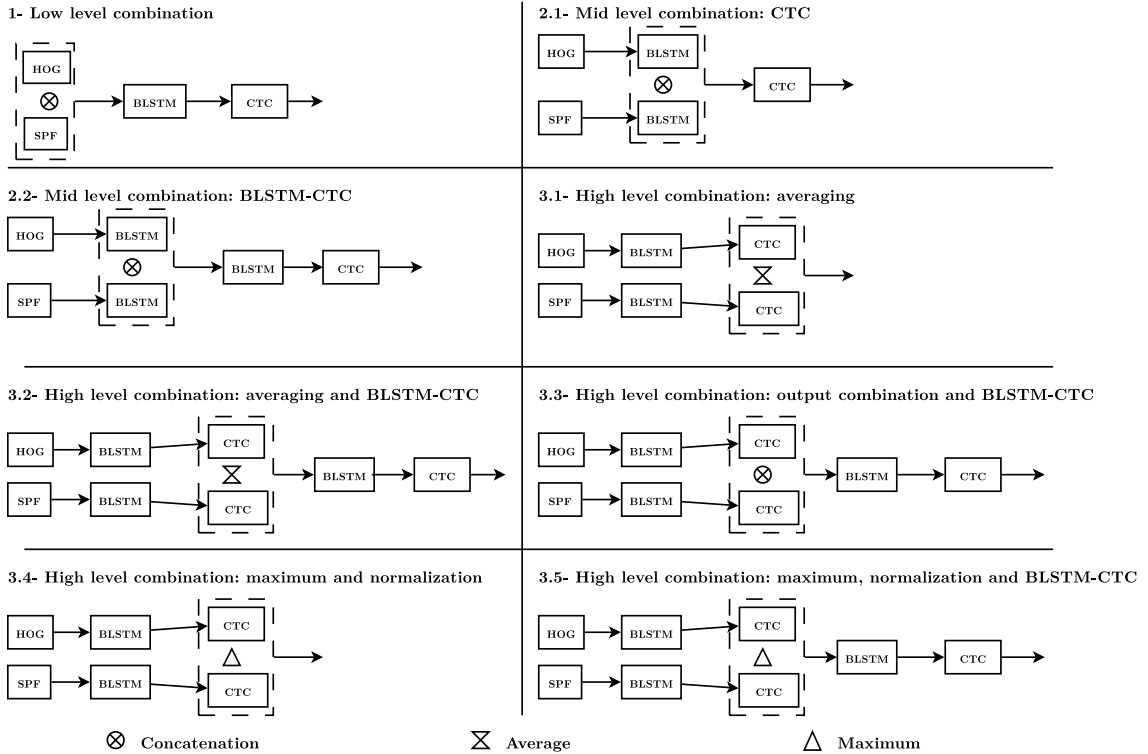 1- Low level combination
HOG
SPF
BLSTM
CTC
2.1- Mid level combination: CTC
HOG
BLSTM
SPF
BLSTM
CTC
2.2- Mid level combination: BLSTM-CTC
HOG
BLSTM
SPF
BLSTM
BLSTM
CTC
3.1- High level combination: averaging
HOG
BLSTM
CTC
SPF
BLSTM
CTC
3.2- High level combination: averaging and BLSTM-CTC
HOG
BLSTM
CTC
SPF
BLSTM
CTC
BLSTM
CTC
3.3- High level combination: output combination and BLSTM-CTC
HOG
BLSTM
CTC
SPF
BLSTM
CTC
BLSTM
CTC
3.4- High level combination: maximum and normalization
HOG
BLSTM
CTC
SPF
BLSTM
CTC
3.5- High level combination: maximum, normalization and BLSTM-CTC
HOG
BLSTM
CTC
SPF
BLSTM
CTC
BLSTM
CTC
Concatenation
Average
Maximum